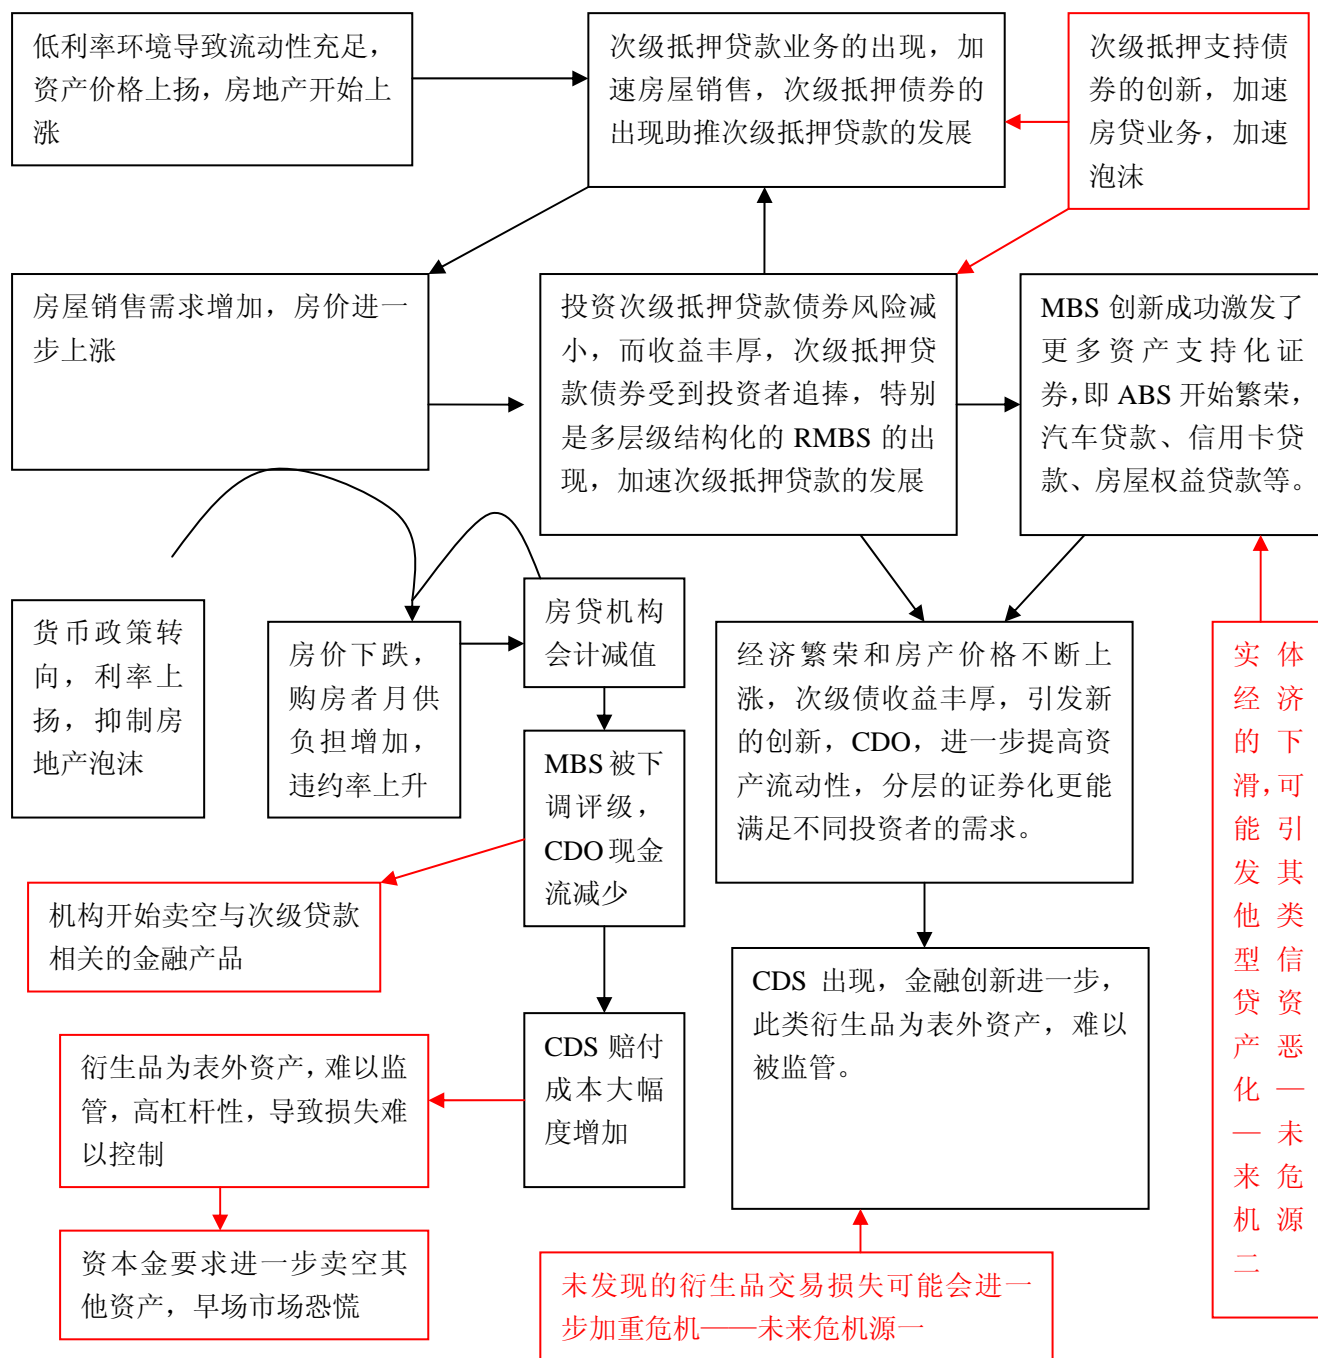 低利率环境导致流动性充足，
资产价格上扬，房地产开始上
涨
次级抵押贷款业务的出现，加
速房屋销售，次级抵押债券的
出现助推次级抵押贷款的发展
次级抵押支持债
券的创新，加速
房贷业务，加速
泡沫
房屋销售需求增加，房价进一
步上涨
投资次级抵押贷款债券风险减
小，而收益丰厚，次级抵押贷
款债券受到投资者追捧，特别
是多层级结构化的 RMBS 的出
现，加速次级抵押贷款的发展
MBS 创新成功激发了
更多资产支持化证
券，即 ABS 开始繁荣，
汽车贷款、信用卡贷
款、房屋权益贷款等。
货币政策转
向，利率上
扬，抑制房
地产泡沫
房价下跌，
购房者月供
负担增加，
违约率上升
房贷机构
会计减值
经济繁荣和房产价格不断上
涨，次级债收益丰厚，引发新
的创新，CDO，进一步提高资
产流动性，分层的证券化更能
满足不同投资者的需求。
实体
经济
的下
滑，可
能引
发其
他类
型信
贷资
产恶
化—
—未
来危
机源
二
MBS 被下
调评级，
CDO 现金
流减少
机构开始卖空与次级贷款
相关的金融产品
CDS 出现，金融创新进一步，
此类衍生品为表外资产，难以
被监管。
CDS 赔付
成本大幅
度增加
衍生品为表外资产，难以监
管，高杠杆性，导致损失难
以控制
资本金要求进一步卖空其
他资产，早场市场恐慌
未发现的衍生品交易损失可能会进一
步加重危机——未来危机源一